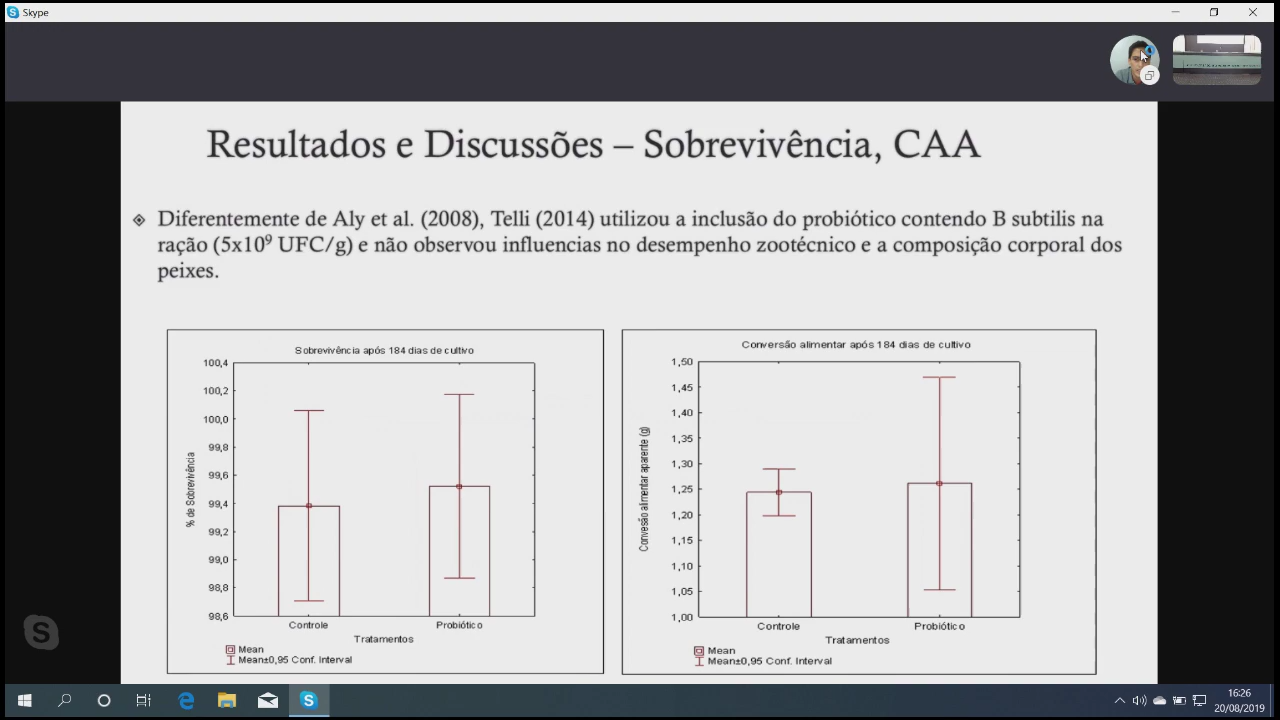 Skype
Resultados e Discussões – Sobrevivência, CAA
Diferentemente de Aly et al. (2008), Telli (2014) utilizou a inclusão do probiótico contendo B subtilis na
ração (5x10⁹ UFC/g) e não observou influencias no desempenho zootécnico e a composição corporal dos
peixes.
Sobrevivência após 184 dias de cultivo
100,4
100,2
100,0
99,8
99,6
99,4
99,2
99,0
98,8
98,6
% de Sobrevivência
Controle
Probiótico
Tratamentos
Mean
Mean±0,95 Conf. Interval
Conversão alimentar após 184 dias de cultivo
1,50
1,45
1,40
1,35
1,30
1,25
1,20
1,15
1,10
1,05
1,00
Convesão alimentar aparente (g)
Controle
Probiótico
Tratamentos
Mean
Mean±0,95 Conf. Interval
16:26
20/08/2019